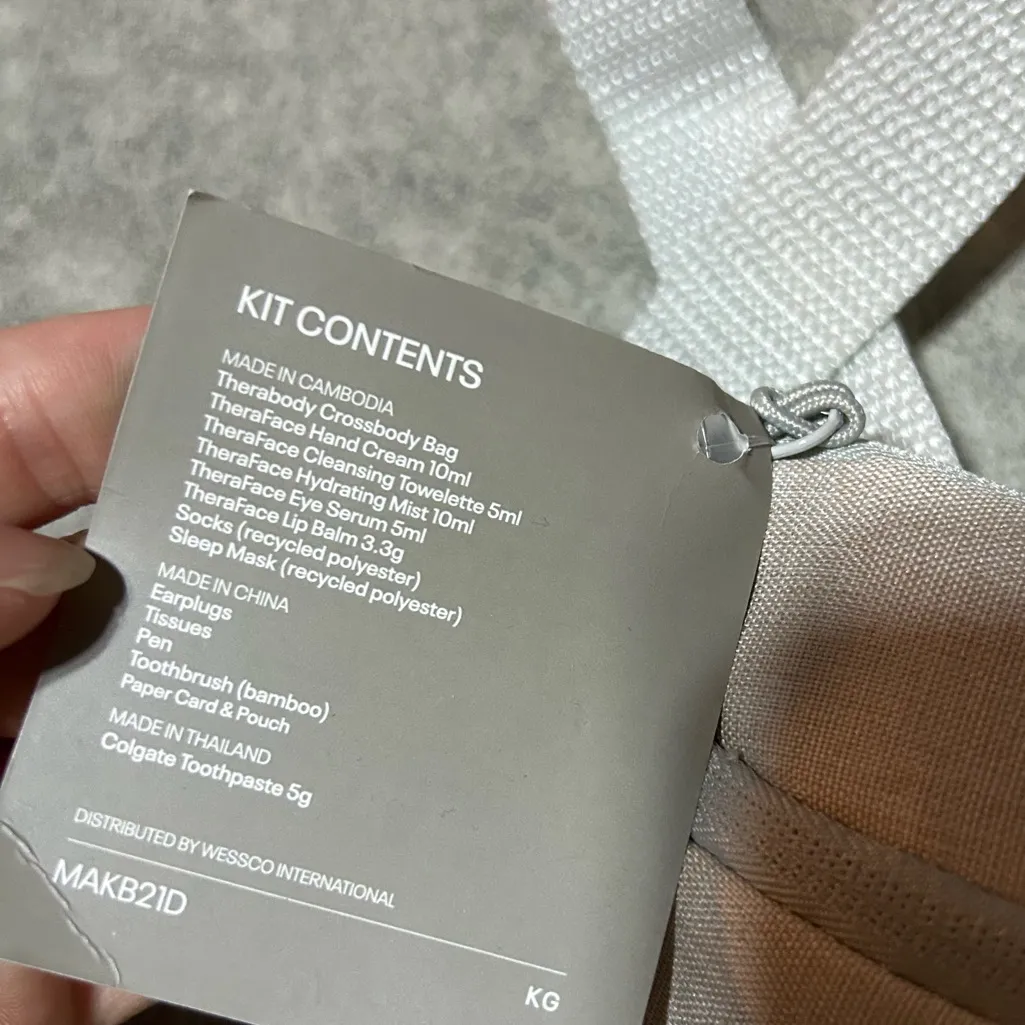 KIT CONTENTS
MADE IN CAMBODIA
Therabody Crossbody Bag
TheraFace Hand Cream 10ml
TheraFace Cleansing Towelette 5ml
TheraFace Hydrating Mist 10ml
TheraFace Eye Serum 5ml
TheraFace Lip Balm 3.3g
Socks (recycled polyester)
Sleep Mask (recycled polyester)
MADE IN CHINA
Earplugs
Tissues
Pen
Toothbrush (bamboo)
Paper Card & Pouch
MADE IN THAILAND
Colgate Toothpaste 5g
DISTRIBUTED BY WESSCO INTERNATIONAL
MAKB21D
KG